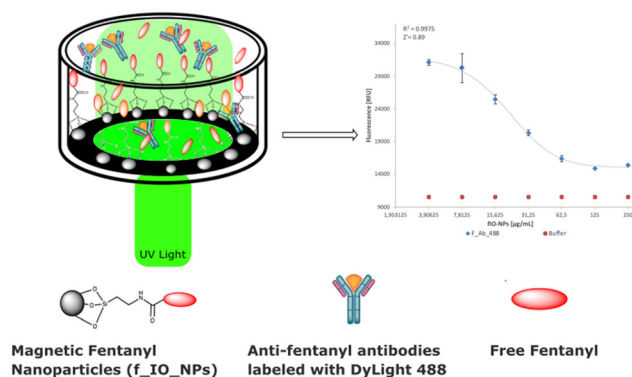 R² = 0.9975
Z'= 0.89
34000
29000
24000
19000
14000
9000
Fluorescence [RFU]
1,953125 3,90625 7,8125 15,625 31,25 62,5 125 250
fIO-NPs [µg/mL]
F_Ab_488 Buffer
UV Light
Si
O
O
O
H
N
O
Magnetic Fentanyl
Nanoparticles (f_IO_NPs)
Anti-fentanyl antibodies
labeled with DyLight 488
Free Fentanyl